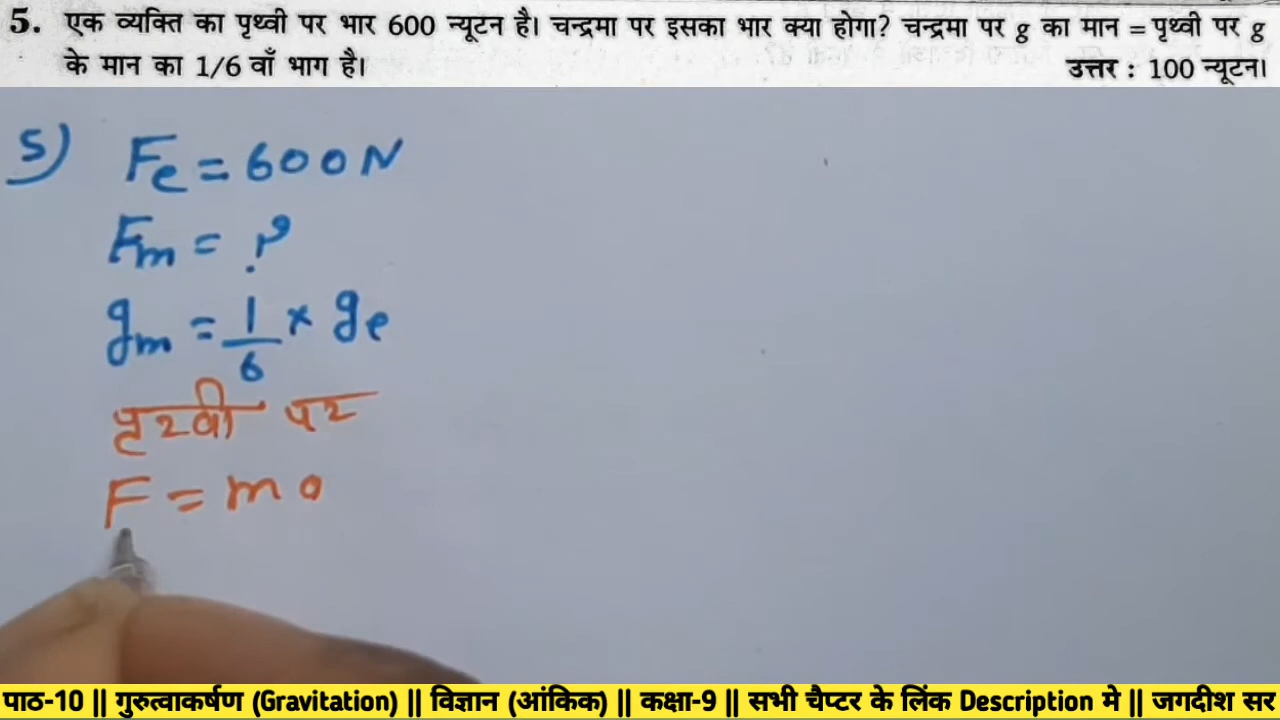 5. एक व्यक्ति का पृथ्वी पर भार 600 न्यूटन है। चन्द्रमा पर इसका भार क्या होगा? चन्द्रमा पर g का मान = पृथ्वी पर g
के मान का 1/6 वाँ भाग है। उत्तर : 100 न्यूटन।
5) Fe = 600 N
Fm = ?
gm = 1/6 × ge
पृथ्वी पर
F = ma
पाठ-10 || गुरुत्वाकर्षण (Gravitation) || विज्ञान (आंकिक) || कक्षा-9 || सभी चैप्टर के लिंक Description मे || जगदीश सर